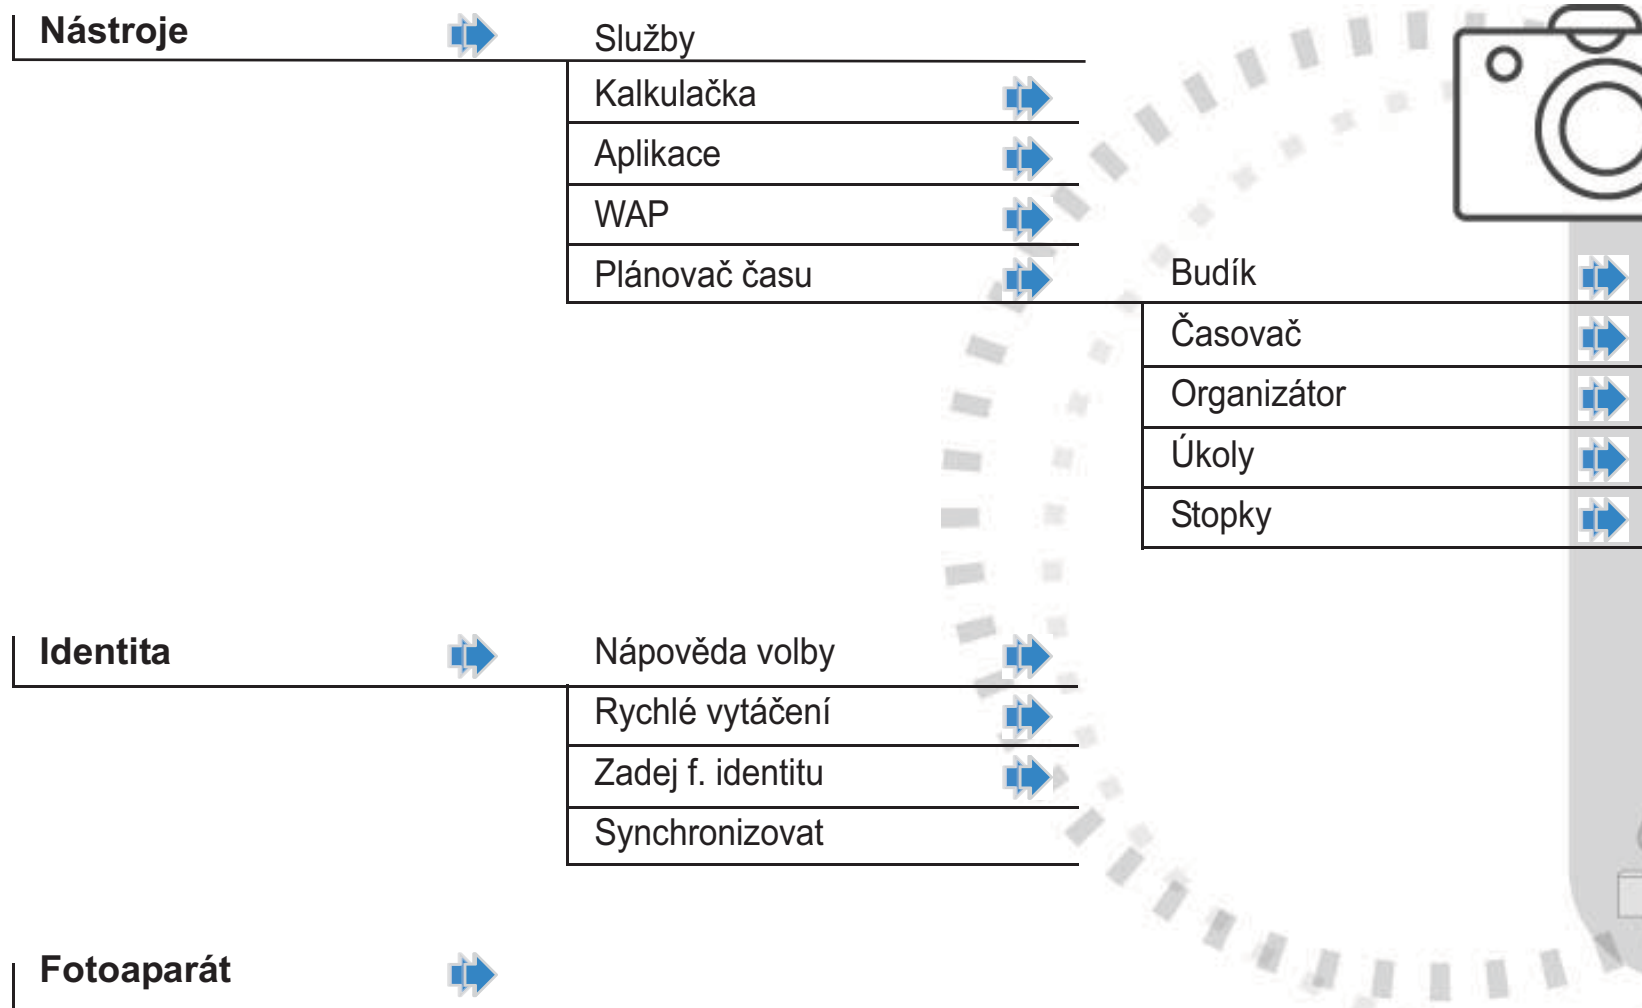 Nástroje
Služby
Kalkulačka
Aplikace
WAP
Plánovač času
Budík
Časovač
Organizátor
Úkoly
Stopky
Identita
Nápověda volby
Rychlé vytáčení
Zadej f. identitu
Synchronizovat
Fotoaparát